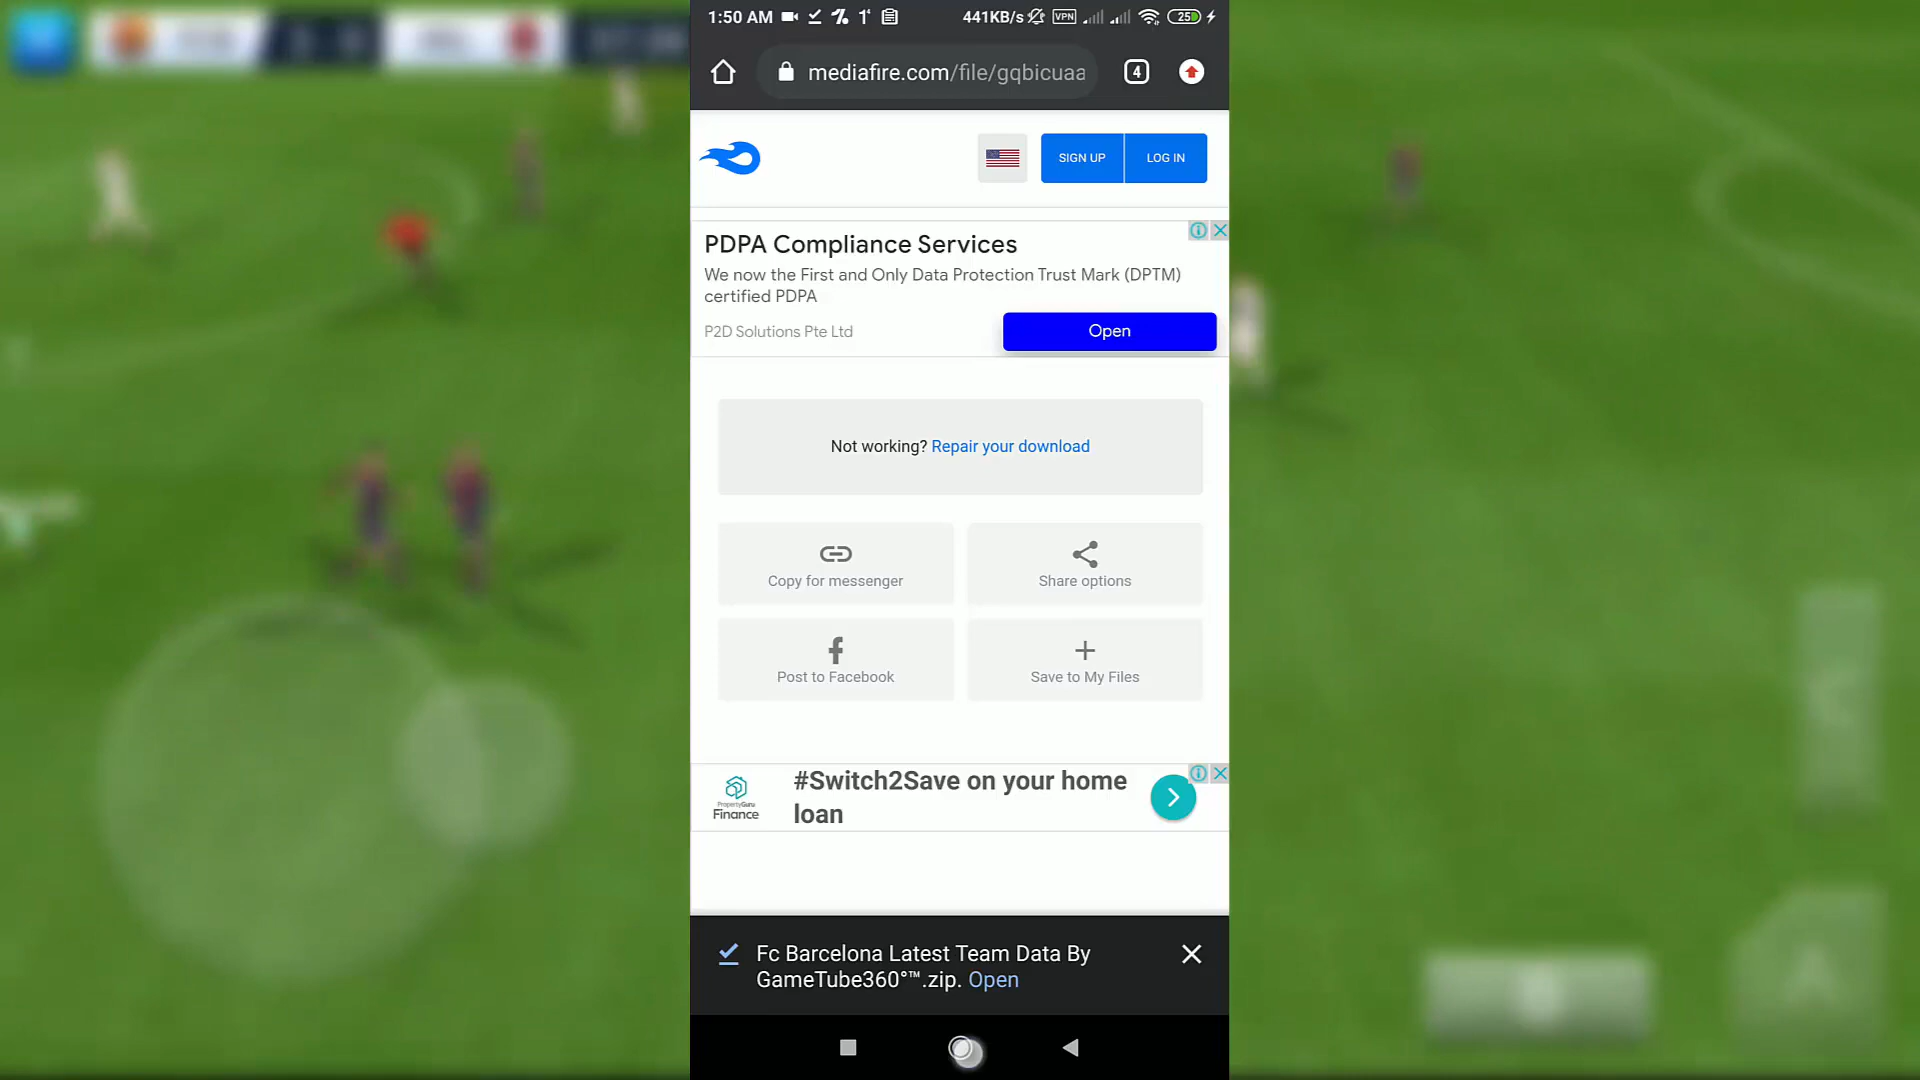 1:50 AM 441KB/s VPN 25
mediafire.com/file/gqbicuaa 4
SIGN UP LOG IN
PDPA Compliance Services
We now the First and Only Data Protection Trust Mark (DPTM)
certified PDPA
P2D Solutions Pte Ltd Open
Not working? Repair your download
Copy for messenger Share options
Post to Facebook Save to My Files
PropertyGuru
Finance
#Switch2Save on your home
loan
Fc Barcelona Latest Team Data By
GameTube360°™.zip. Open